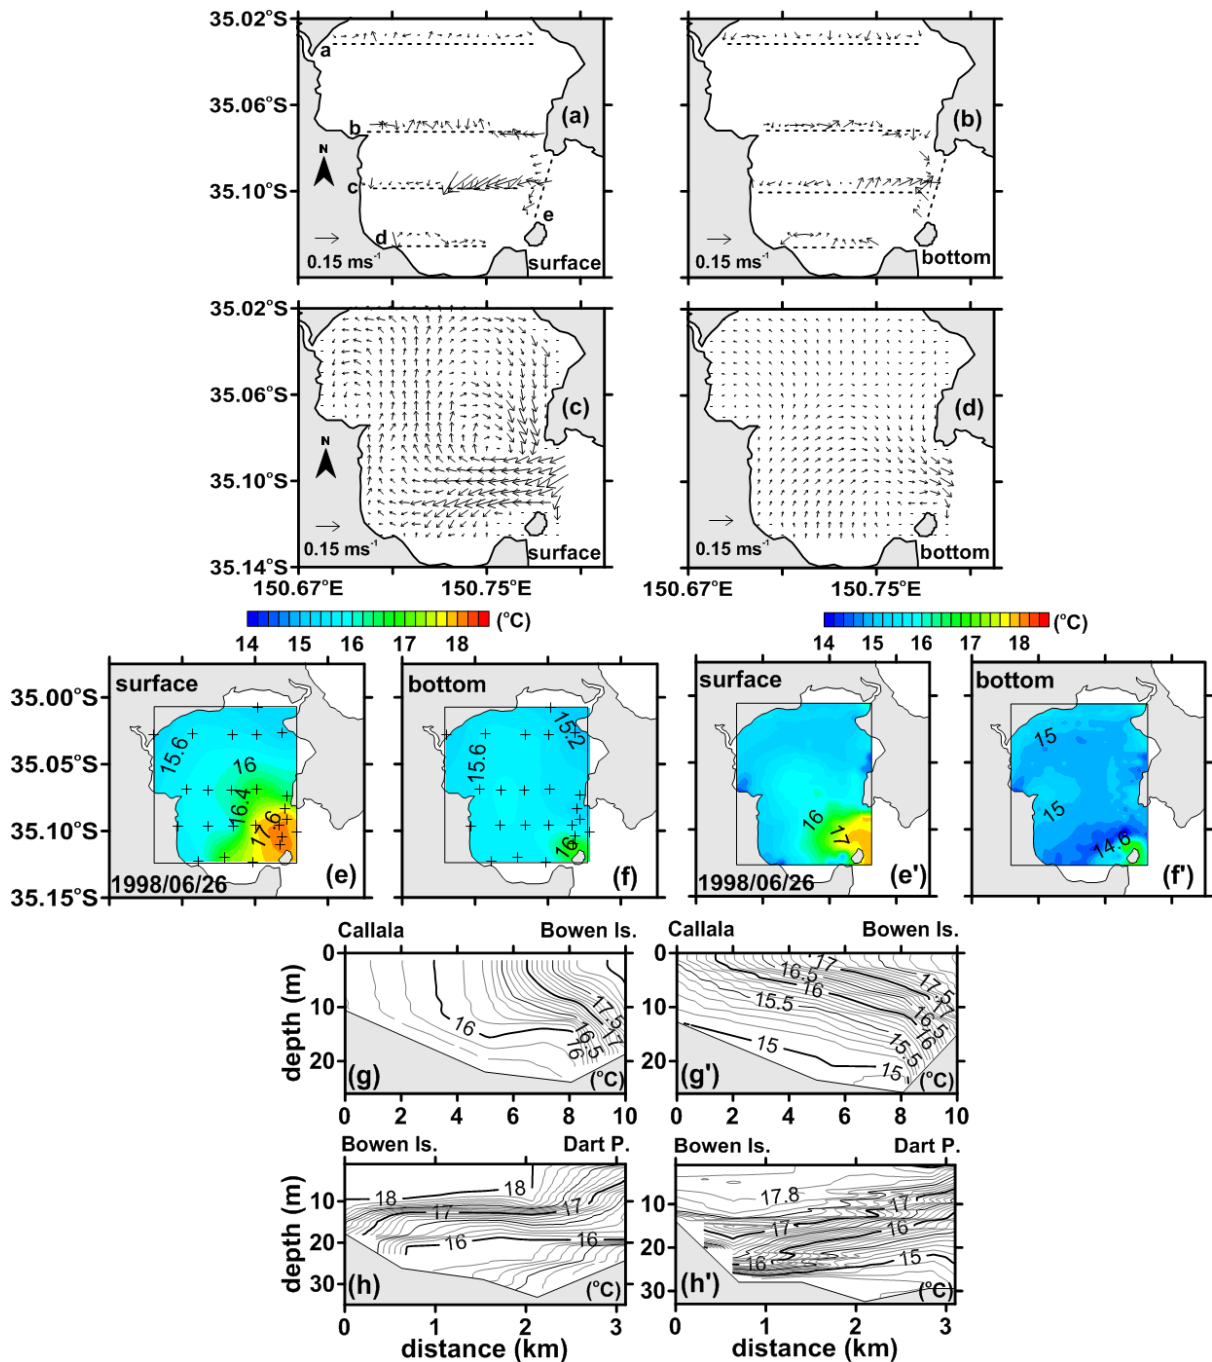 35.02°S
35.06°S
35.10°S
a
b
c
d
e
N
(a)
0.15 ms-1
surface
(b)
0.15 ms-1
bottom
35.02°S
35.06°S
35.10°S
35.14°S
N
(c)
0.15 ms-1
surface
(d)
0.15 ms-1
bottom
150.67°E 150.75°E
150.67°E 150.75°E
(°C)
14 15 16 17 18
(°C)
14 15 16 17 18
35.00°S
35.05°S
35.10°S
35.15°S
surface
15.6
16
16.4
17.6
1998/06/26
(e)
bottom
15.2
15.6
16
(f)
surface
16
17
1998/06/26
(e')
bottom
15
15
14.6
(f')
Callala Bowen Is.
0
10
20
depth (m)
16
17.5
17
16.5
16
(g)
(°C)
0 2 4 6 8 10
Callala Bowen Is.
0
10
20
17
16.5
16
15.5
17.5
17
16
15.5
15
15
(g')
(°C)
0 2 4 6 8 10
Bowen Is. Dart P.
10
20
30
depth (m)
18
18
17
17
16
16
(h)
(°C)
0 1 2 3
distance (km)
Bowen Is. Dart P.
10
20
30
17.8
17
17
16
16
15
(h')
(°C)
0 1 2 3
distance (km)